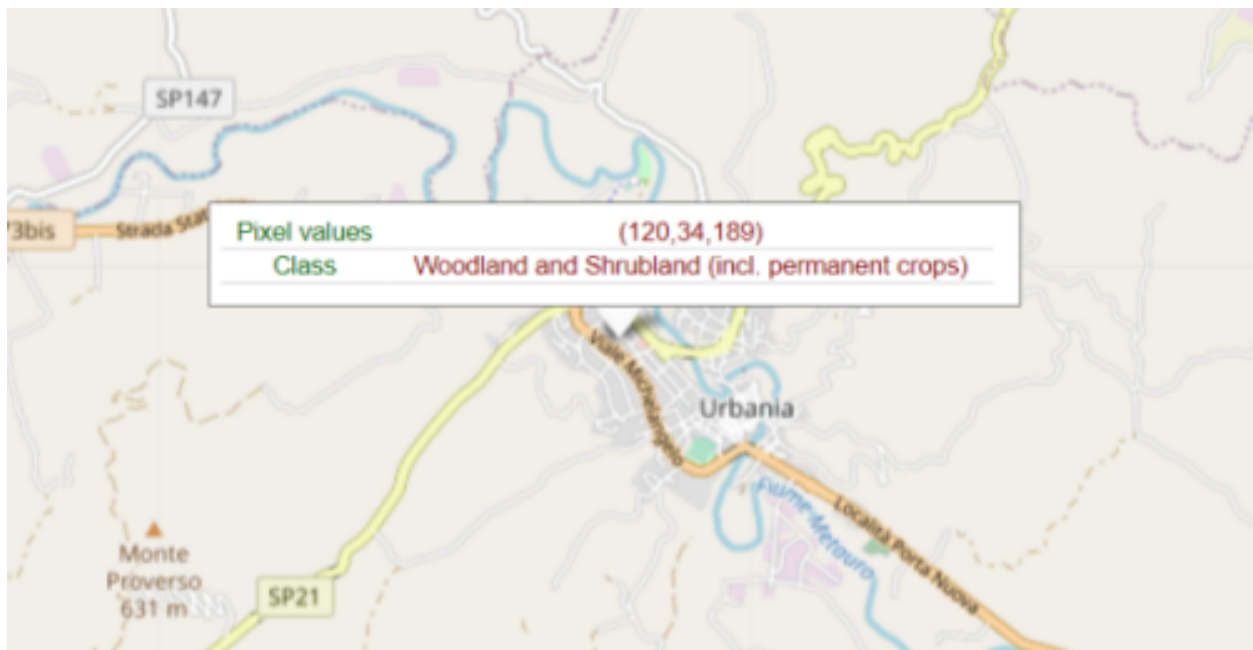 SP147
73bis
Strada Stat
Pixel values (120,34,189)
Class Woodland and Shrubland (incl. permanent crops)
Viale Michelangelo
Urbania
Fiume Metauro
Località Porta Nuova
Monte
Proverso
631 m
SP21